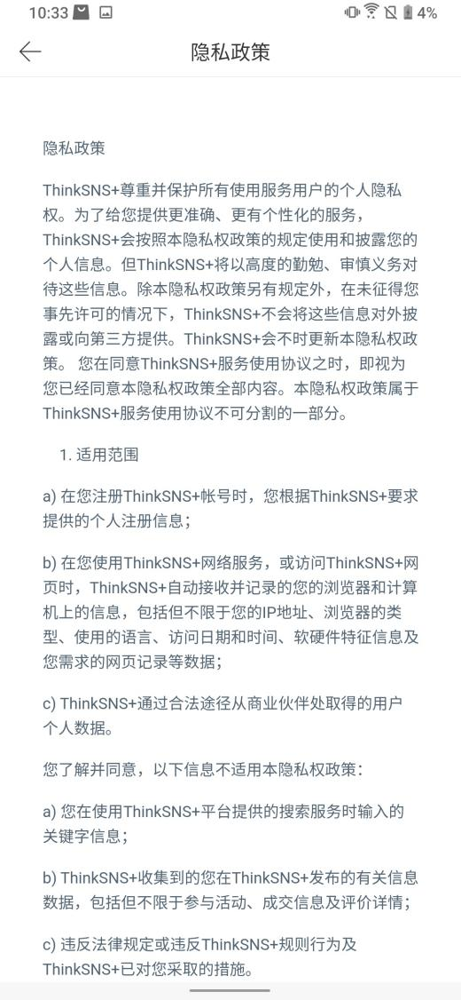 10:33
4%
隐私政策
隐私政策
ThinkSNS+尊重并保护所有使用服务用户的个人隐私
权。为了给您提供更准确、更有个性化的服务，
ThinkSNS+会按照本隐私权政策的规定使用和披露您的
个人信息。但ThinkSNS+将以高度的勤勉、审慎义务对
待这些信息。除本隐私权政策另有规定外，在未征得您
事先许可的情况下，ThinkSNS+不会将这些信息对外披
露或向第三方提供。ThinkSNS+会不时更新本隐私权政
策。 您在同意ThinkSNS+服务使用协议之时，即视为
您已经同意本隐私权政策全部内容。本隐私权政策属于
ThinkSNS+服务使用协议不可分割的一部分。
1. 适用范围
a) 在您注册ThinkSNS+帐号时，您根据ThinkSNS+要求
提供的个人注册信息；
b) 在您使用ThinkSNS+网络服务，或访问ThinkSNS+网
页时，ThinkSNS+自动接收并记录的您的浏览器和计算
机上的信息，包括但不限于您的IP地址、浏览器的类
型、使用的语言、访问日期和时间、软硬件特征信息及
您需求的网页记录等数据；
c) ThinkSNS+通过合法途径从商业伙伴处取得的用户
个人数据。
您了解并同意，以下信息不适用本隐私权政策：
a) 您在使用ThinkSNS+平台提供的搜索服务时输入的
关键字信息；
b) ThinkSNS+收集到的您在ThinkSNS+发布的有关信息
数据，包括但不限于参与活动、成交信息及评价详情；
c) 违反法律规定或违反ThinkSNS+规则行为及
ThinkSNS+已对您采取的措施。